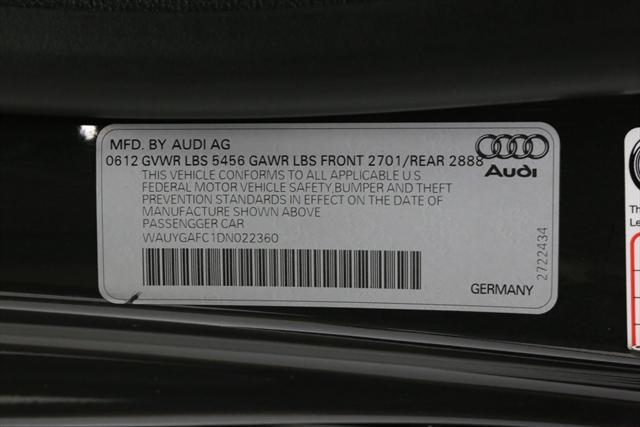 MFD. BY AUDI AG
0612 GVWR LBS 5456 GAWR LBS FRONT 2701/REAR 2888
THIS VEHICLE CONFORMS TO ALL APPLICABLE U.S
FEDERAL MOTOR VEHICLE SAFETY,BUMPER AND THEFT
PREVENTION STANDARDS IN EFFECT ON THE DATE OF
MANUFACTURE SHOWN ABOVE
PASSENGGER CAR
WAUYGAFC1DN022360
Audi
2722434
GERMANY
Th
Le